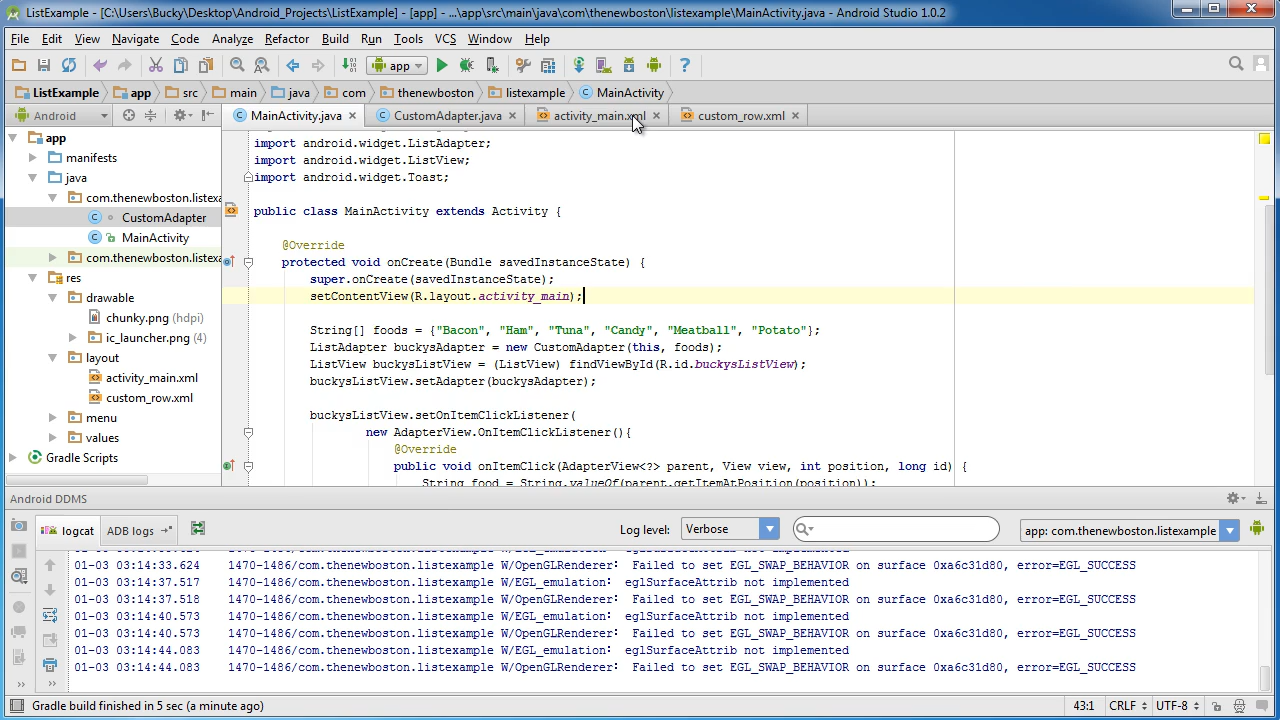 ListExample - [C:\Users\Bucky\Desktop\Android_Projects\ListExample] - [app] - ...\app\src\main\java\com\thenewboston\listexample\MainActivity.java - Android Studio 1.0.2
File Edit View Navigate Code Analyze Refactor Build Run Tools VCS Window Help
app
ListExample app src main java com thenewboston listexample MainActivity
Android
MainActivity.java CustomAdapter.java activity_main.xml custom_row.xml
app
manifests
java
com.thenewboston.listexa
CustomAdapter
MainActivity
com.thenewboston.listexa
res
drawable
chunky.png (hdpi)
ic_launcher.png (4)
layout
activity_main.xml
custom_row.xml
menu
values
Gradle Scripts
import android.widget.ListAdapter;
import android.widget.ListView;
import android.widget.Toast;
public class MainActivity extends Activity {
@Override
protected void onCreate(Bundle savedInstanceState) {
super.onCreate(savedInstanceState);
setContentView(R.layout.activity_main);
String[] foods = {"Bacon", "Ham", "Tuna", "Candy", "Meatball", "Potato"};
ListAdapter buckysAdapter = new CustomAdapter(this, foods);
ListView buckysListView = (ListView) findViewById(R.id.buckysListView);
buckysListView.setAdapter(buckysAdapter);
buckysListView.setOnItemClickListener(
new AdapterView.OnItemClickListener(){
@Override
public void onItemClick(AdapterView<?> parent, View view, int position, long id) {
String food = String.valueOf(parent.getItemAtPosition(position));
Android DDMS
logcat ADB logs Log level: Verbose app: com.thenewboston.listexample
01-03 03:14:33.624 1470-1486/com.thenewboston.listexample W/OpenGLRenderer: Failed to set EGL_SWAP_BEHAVIOR on surface 0xa6c31d80, error=EGL_SUCCESS
01-03 03:14:37.517 1470-1486/com.thenewboston.listexample W/EGL_emulation: eglSurfaceAttrib not implemented
01-03 03:14:37.518 1470-1486/com.thenewboston.listexample W/OpenGLRenderer: Failed to set EGL_SWAP_BEHAVIOR on surface 0xa6c31d80, error=EGL_SUCCESS
01-03 03:14:40.573 1470-1486/com.thenewboston.listexample W/EGL_emulation: eglSurfaceAttrib not implemented
01-03 03:14:40.573 1470-1486/com.thenewboston.listexample W/OpenGLRenderer: Failed to set EGL_SWAP_BEHAVIOR on surface 0xa6c31d80, error=EGL_SUCCESS
01-03 03:14:44.083 1470-1486/com.thenewboston.listexample W/EGL_emulation: eglSurfaceAttrib not implemented
01-03 03:14:44.083 1470-1486/com.thenewboston.listexample W/OpenGLRenderer: Failed to set EGL_SWAP_BEHAVIOR on surface 0xa6c31d80, error=EGL_SUCCESS
Gradle build finished in 5 sec (a minute ago) 43:1 CRLF UTF-8